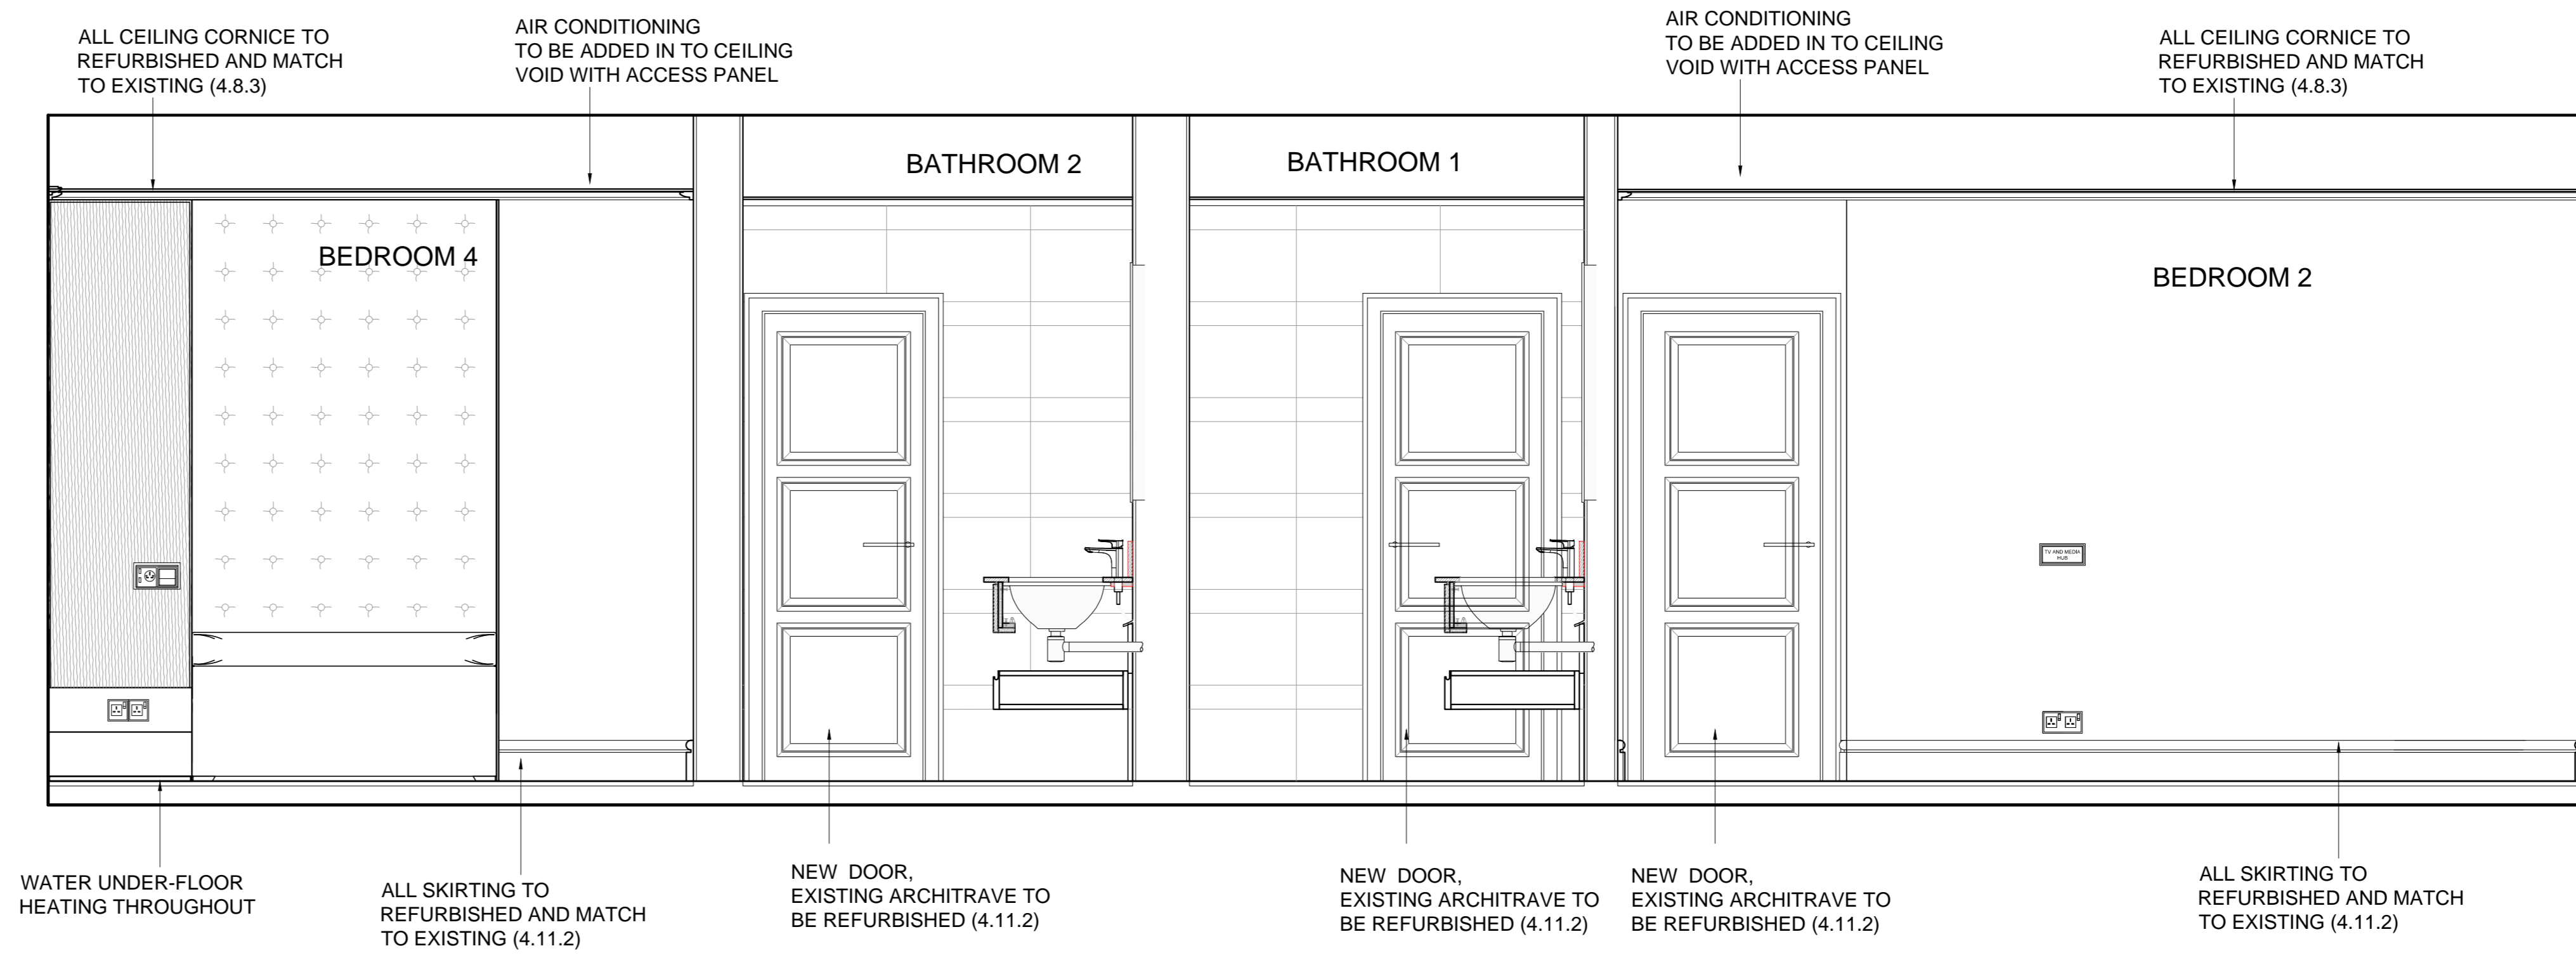 ALL CEILING CORNICE TO
REFURBISHED AND MATCH
TO EXISTING (4.8.3)
AIR CONDITIONING
TO BE ADDED IN TO CEILING
VOID WITH ACCESS PANEL
AIR CONDITIONING
TO BE ADDED IN TO CEILING
VOID WITH ACCESS PANEL
ALL CEILING CORNICE TO
REFURBISHED AND MATCH
TO EXISTING (4.8.3)
BATHROOM 2
BATHROOM 1
BEDROOM 4
BEDROOM 2
TV AND MEDIA
HUB
WATER UNDER-FLOOR
HEATING THROUGHOUT
ALL SKIRTING TO
REFURBISHED AND MATCH
TO EXISTING (4.11.2)
NEW DOOR,
EXISTING ARCHITRAVE TO
BE REFURBISHED (4.11.2)
NEW DOOR,
EXISTING ARCHITRAVE TO
BE REFURBISHED (4.11.2)
NEW DOOR,
EXISTING ARCHITRAVE TO
BE REFURBISHED (4.11.2)
ALL SKIRTING TO
REFURBISHED AND MATCH
TO EXISTING (4.11.2)